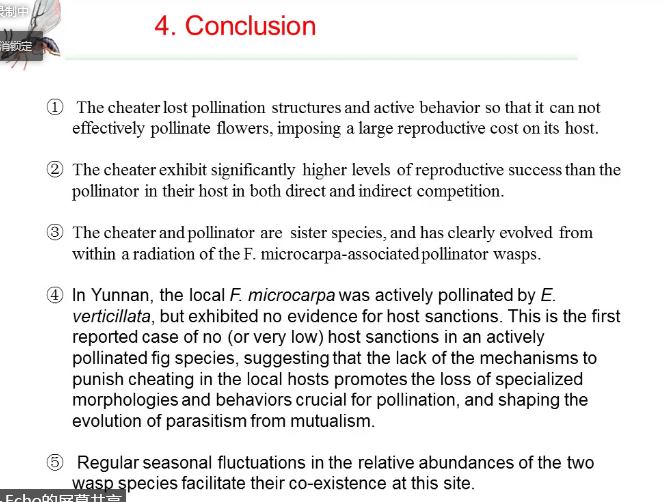 录制中
4. Conclusion
消锁定
① The cheater lost pollination structures and active behavior so that it can not
effectively pollinate flowers, imposing a large reproductive cost on its host.
② The cheater exhibit significantly higher levels of reproductive success than the
pollinator in their host in both direct and indirect competition.
③ The cheater and pollinator are sister species, and has clearly evolved from
within a radiation of the F. microcarpa-associated pollinator wasps.
④ In Yunnan, the local F. microcarpa was actively pollinated by E.
verticillata, but exhibited no evidence for host sanctions. This is the first
reported case of no (or very low) host sanctions in an actively
pollinated fig species, suggesting that the lack of the mechanisms to
punish cheating in the local hosts promotes the loss of specialized
morphologies and behaviors crucial for pollination, and shaping the
evolution of parasitism from mutualism.
⑤ Regular seasonal fluctuations in the relative abundances of the two
wasp species facilitate their co-existence at this site.
Echo的屏幕共享